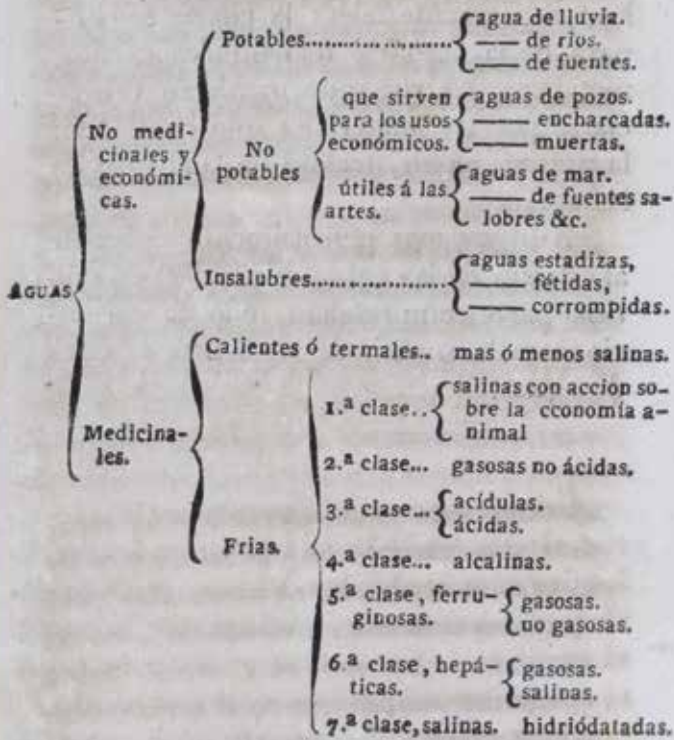 Potables.................... agua de lluvia.
—— de rios.
—— de fuentes.
No medi-
cinales y
económi-
cas.
No
potables
que sirven
para los usos
económicos.
aguas de pozos.
—— encharcadas.
—— muertas.
útiles á las
artes.
aguas de mar.
—— de fuentes sa-
lobres &c.
Insalubres.................. aguas estadizas,
—— fétidas,
—— corrompidas.
AGUAS
Medicina-
les.
Calientes ó termales.. mas ó menos salinas.
Frias.
1.ª clase.. salinas con accion so-
bre la economía a-
nimal
2.ª clase... gasosas no ácidas.
3.ª clase... acídulas.
ácidas.
4.ª clase... alcalinas.
5.ª clase, ferru-
ginosas.
gasosas.
no gasosas.
6.ª clase, hepá-
ticas.
gasosas.
salinas.
7.ª clase, salinas. hidriódatadas.